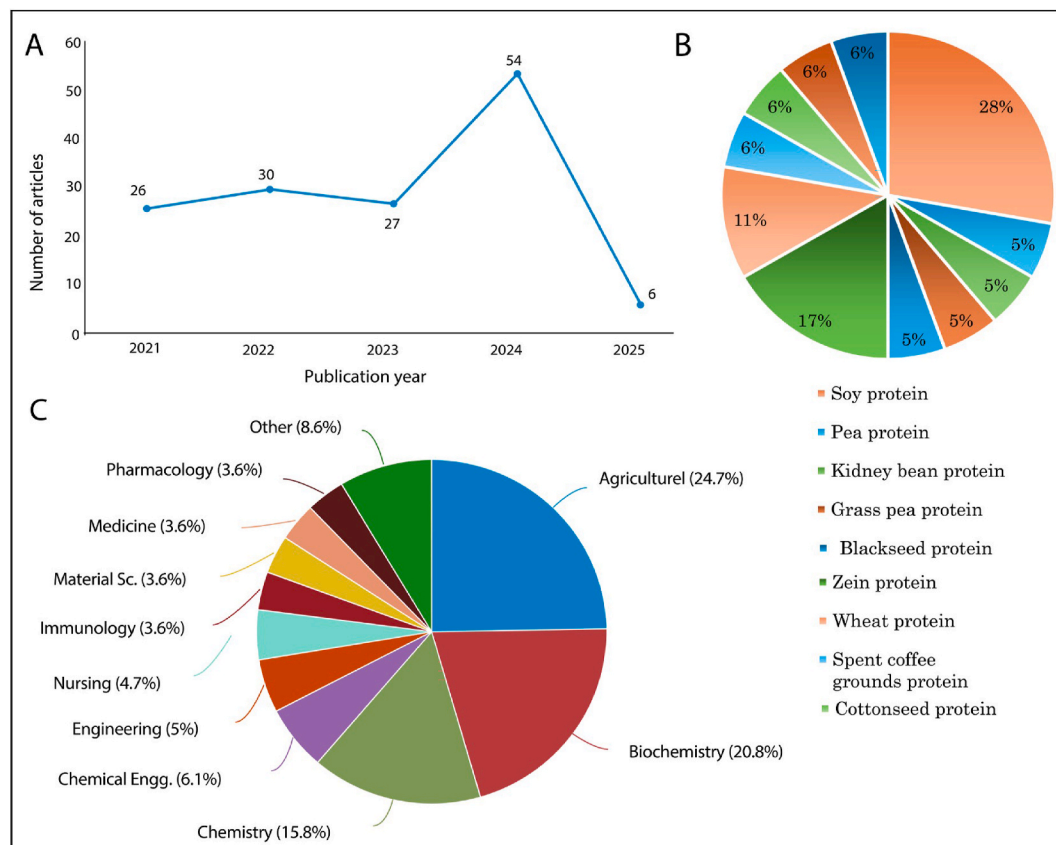 A
60
50
40
30
20
10
0
Number of articles
26
30
27
54
6
2021
2022
2023
2024
2025
Publication year
B
28%
5%
5%
5%
5%
17%
11%
6%
6%
6%
6%
Soy protein
Pea protein
Kidney bean protein
Grass pea protein
Blackseed protein
Zein protein
Wheat protein
Spent coffee
grounds protein
Cottonseed protein
C
Other (8.6%)
Pharmacology (3.6%)
Medicine (3.6%)
Material Sc. (3.6%)
Immunology (3.6%)
Nursing (4.7%)
Engineering (5%)
Chemical Engg. (6.1%)
Chemistry (15.8%)
Agriculturel (24.7%)
Biochemistry (20.8%)